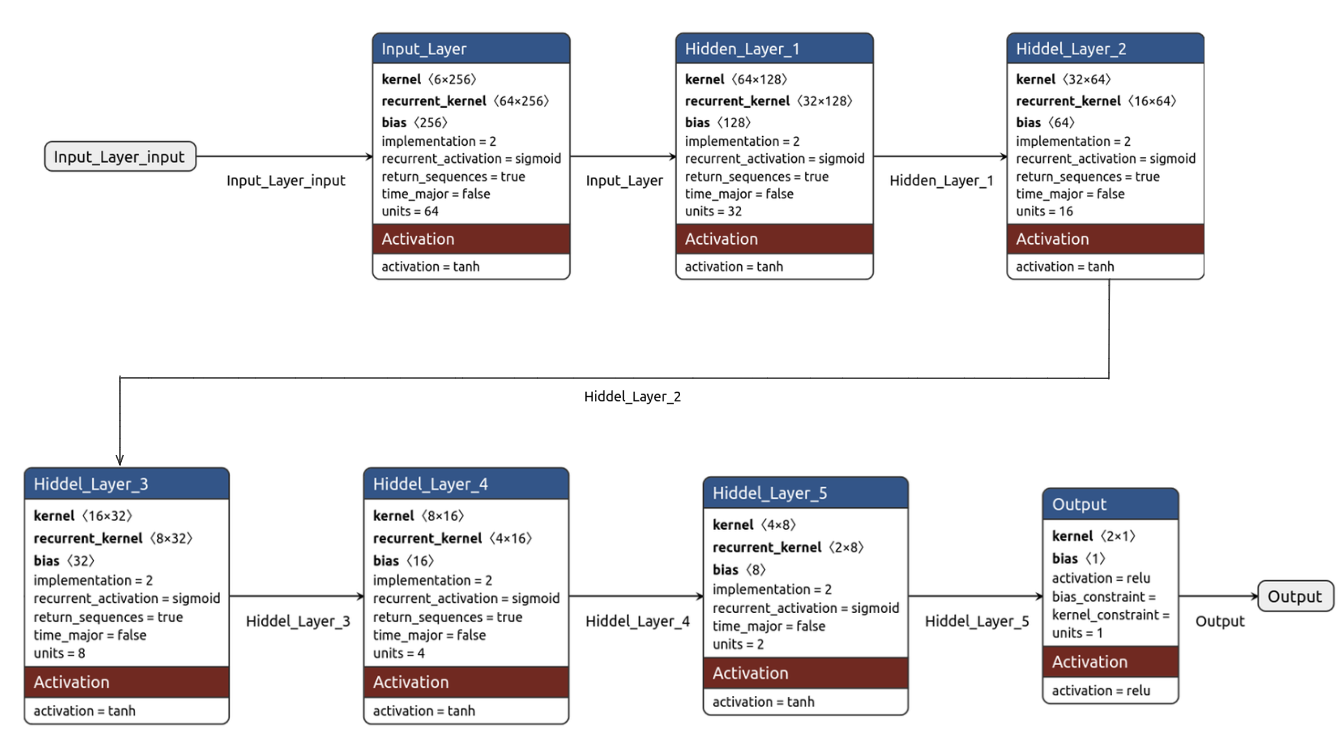 Input_Layer_input
Input_Layer_input
Input_Layer
kernel 〈6×256〉
recurrent_kernel 〈64×256〉
bias 〈256〉
implementation = 2
recurrent_activation = sigmoid
return_sequences = true
time_major = false
units = 64
Activation
activation = tanh
Input_Layer
Hidden_Layer_1
kernel 〈64×128〉
recurrent_kernel 〈32×128〉
bias 〈128〉
implementation = 2
recurrent_activation = sigmoid
return_sequences = true
time_major = false
units = 32
Activation
activation = tanh
Hidden_Layer_1
Hiddel_Layer_2
kernel 〈32×64〉
recurrent_kernel 〈16×64〉
bias 〈64〉
implementation = 2
recurrent_activation = sigmoid
return_sequences = true
time_major = false
units = 16
Activation
activation = tanh
Hiddel_Layer_2
Hiddel_Layer_3
kernel 〈16×32〉
recurrent_kernel 〈8×32〉
bias 〈32〉
implementation = 2
recurrent_activation = sigmoid
return_sequences = true
time_major = false
units = 8
Activation
activation = tanh
Hiddel_Layer_3
Hiddel_Layer_4
kernel 〈8×16〉
recurrent_kernel 〈4×16〉
bias 〈16〉
implementation = 2
recurrent_activation = sigmoid
return_sequences = true
time_major = false
units = 4
Activation
activation = tanh
Hiddel_Layer_4
Hiddel_Layer_5
kernel 〈4×8〉
recurrent_kernel 〈2×8〉
bias 〈8〉
implementation = 2
recurrent_activation = sigmoid
time_major = false
units = 2
Activation
activation = tanh
Hiddel_Layer_5
Output
kernel 〈2×1〉
bias 〈1〉
activation = relu
bias_constraint =
kernel_constraint =
units = 1
Activation
activation = relu
Output
Output